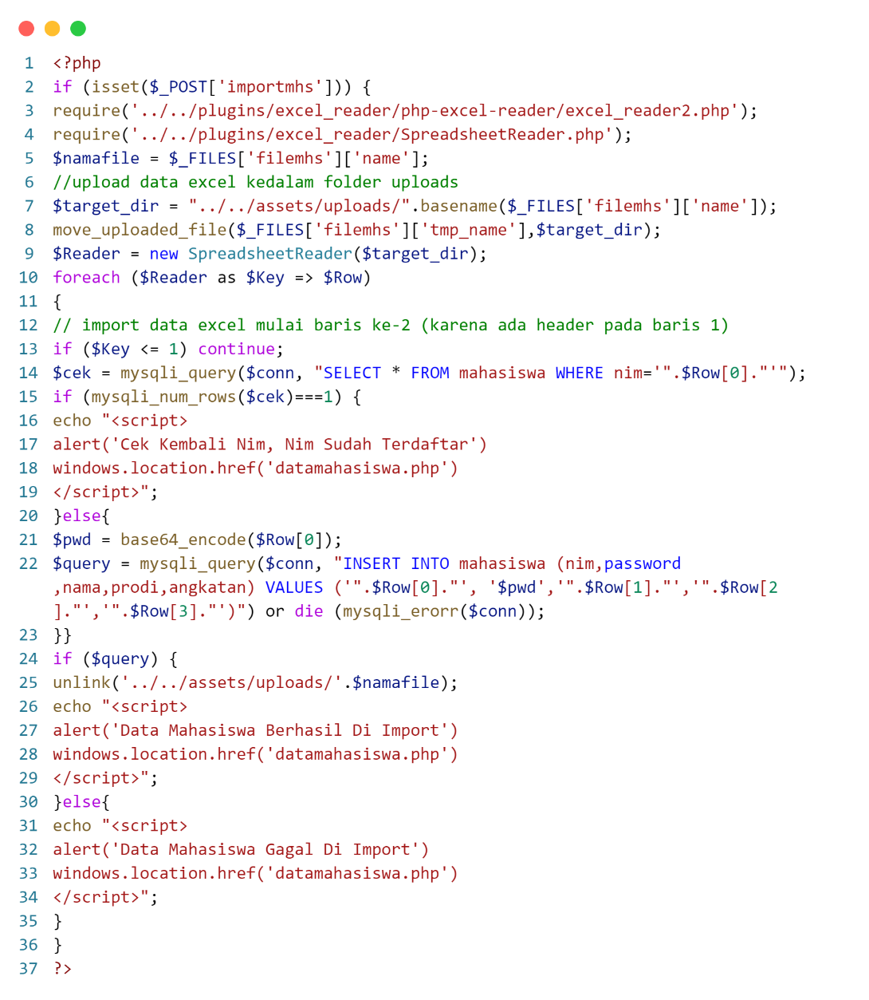 1 <?php
2 if (isset($_POST['importmhs'])) {
3 require('../../plugins/excel_reader/php-excel-reader/excel_reader2.php');
4 require('../../plugins/excel_reader/SpreadsheetReader.php');
5 $namafile = $_FILES['filemhs']['name'];
6 //upload data excel kedalam folder uploads
7 $target_dir = "../../assets/uploads/".basename($_FILES['filemhs']['name']);
8 move_uploaded_file($_FILES['filemhs']['tmp_name'],$target_dir);
9 $Reader = new SpreadsheetReader($target_dir);
10 foreach ($Reader as $Key => $Row)
11 {
12 // import data excel mulai baris ke-2 (karena ada header pada baris 1)
13 if ($Key <= 1) continue;
14 $cek = mysqli_query($conn, "SELECT * FROM mahasiswa WHERE nim='".$Row[0]."'");
15 if (mysqli_num_rows($cek)===1) {
16 echo "<script>
17 alert('Cek Kembali Nim, Nim Sudah Terdaftar')
18 windows.location.href('datamahasiswa.php')
19 </script>";
20 }else{
21 $pwd = base64_encode($Row[0]);
22 $query = mysqli_query($conn, "INSERT INTO mahasiswa (nim,password
,nama,prodi,angkatan) VALUES ('".$Row[0]."', '$pwd','".$Row[1]."','".$Row[2
]."','".$Row[3]."')") or die (mysqli_erorr($conn));
23 }}
24 if ($query) {
25 unlink('../../assets/uploads/'.$namafile);
26 echo "<script>
27 alert('Data Mahasiswa Berhasil Di Import')
28 windows.location.href('datamahasiswa.php')
29 </script>";
30 }else{
31 echo "<script>
32 alert('Data Mahasiswa Gagal Di Import')
33 windows.location.href('datamahasiswa.php')
34 </script>";
35 }
36 }
37 ?>